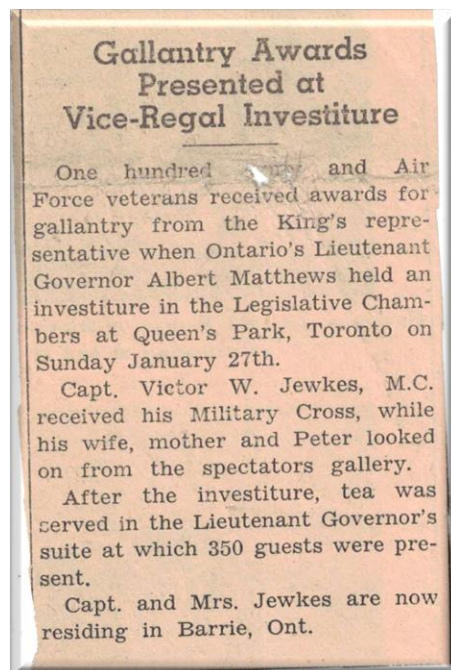 Gallantry Awards
Presented at
Vice-Regal Investiture
One hundred and Air
Force veterans received awards for
gallantry from the King's repre-
sentative when Ontario's Lieutenant
Governor Albert Matthews held an
investiture in the Legislative Cham-
bers at Queen's Park, Toronto on
Sunday January 27th.
Capt. Victor W. Jewkes, M.C.
received his Military Cross, while
his wife, mother and Peter looked
on from the spectators gallery.
After the investiture, tea was
served in the Lieutenant Governor's
suite at which 350 guests were pre-
sent.
Capt. and Mrs. Jewkes are now
residing in Barrie, Ont.